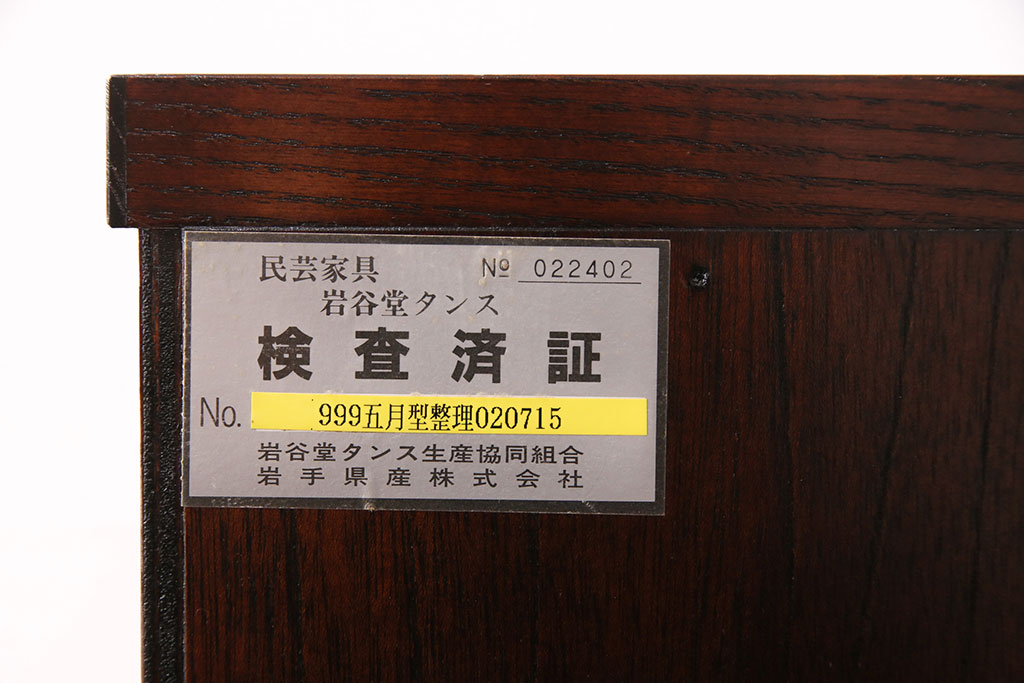 民芸家具 № 022402
岩谷堂タンス
検査済証
No. 999五月型整理020715
岩谷堂タンス生産協同組合
岩手県産株式会社